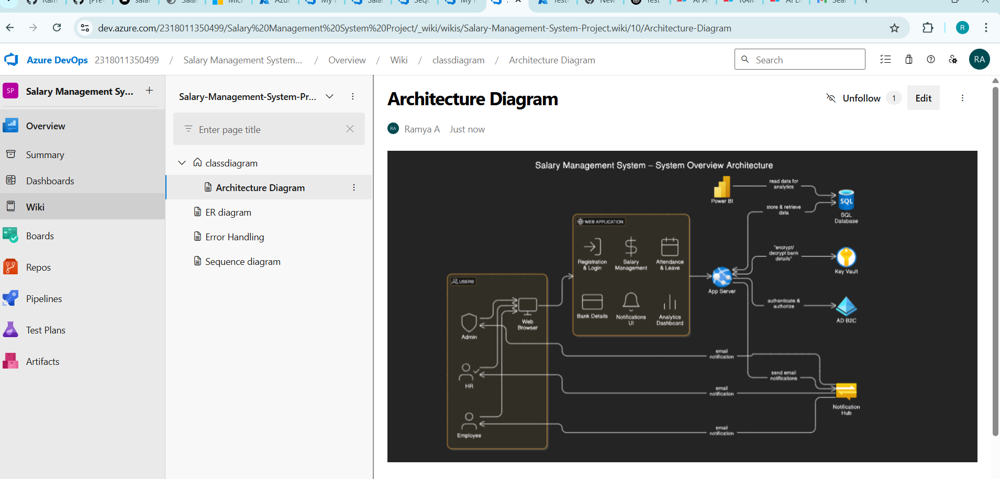 dev.azure.com/2318011350499/Salary%20Management%20System%20Project/_wiki/wikis/Salary-Management-System-Project.wiki/10/Architecture-Diagram
R
Azure DevOps 2318011350499 / Salary Management System... / Overview / Wiki / classdiagram / Architecture Diagram
Search
RA
SP Salary Management Sy... +
Overview
Summary
Dashboards
Wiki
Boards
Repos
Pipelines
Test Plans
Artifacts
Salary-Management-System-Pr...
Enter page title
classdiagram
Architecture Diagram
ER diagram
Error Handling
Sequence diagram
Architecture Diagram
Unfollow 1 Edit
RA Ramya A Just now
Salary Management System – System Overview Architecture
Power BI
read data for
analytics
SQL
SQL
Database
store & retrieve
data
WEB APPLICATION
Registration
& Login
Salary
Management
Attendance
& Leave
Bank Details
Notifications
UI
Analytics
Dashboard
"encrypt/
decrypt bank
details"
Key Vault
App Server
authenticate &
authorize
AD B2C
USERS
Web
Browser
Admin
HR
Employee
email
notification
send email
notifications
email
notification
Notification
Hub
email
notification